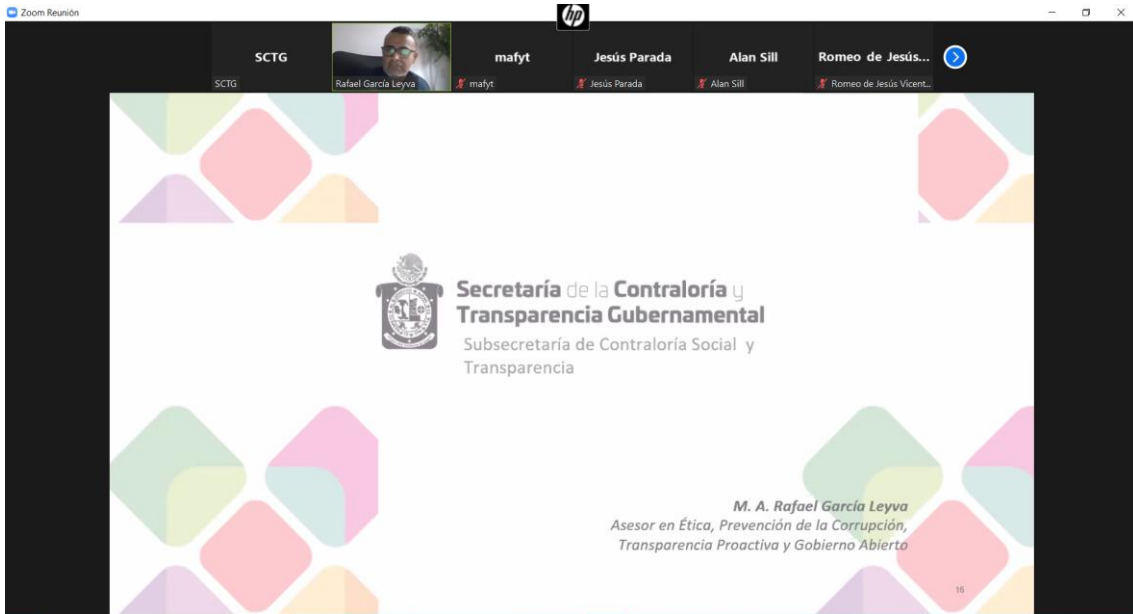 Zoom Reunión
hp
SCTG
mafyt
Jesús Parada
Alan Sill
Romeo de Jesús...
SCTG
Rafael García Leyva
mafyt
Jesús Parada
Alan Sill
Romeo de Jesús Vicent...
Secretaría de la Contraloría y
Transparencia Gubernamental
Subsecretaría de Contraloría Social y
Transparencia
M. A. Rafael García Leyva
Asesor en Ética, Prevención de la Corrupción,
Transparencia Proactiva y Gobierno Abierto
16